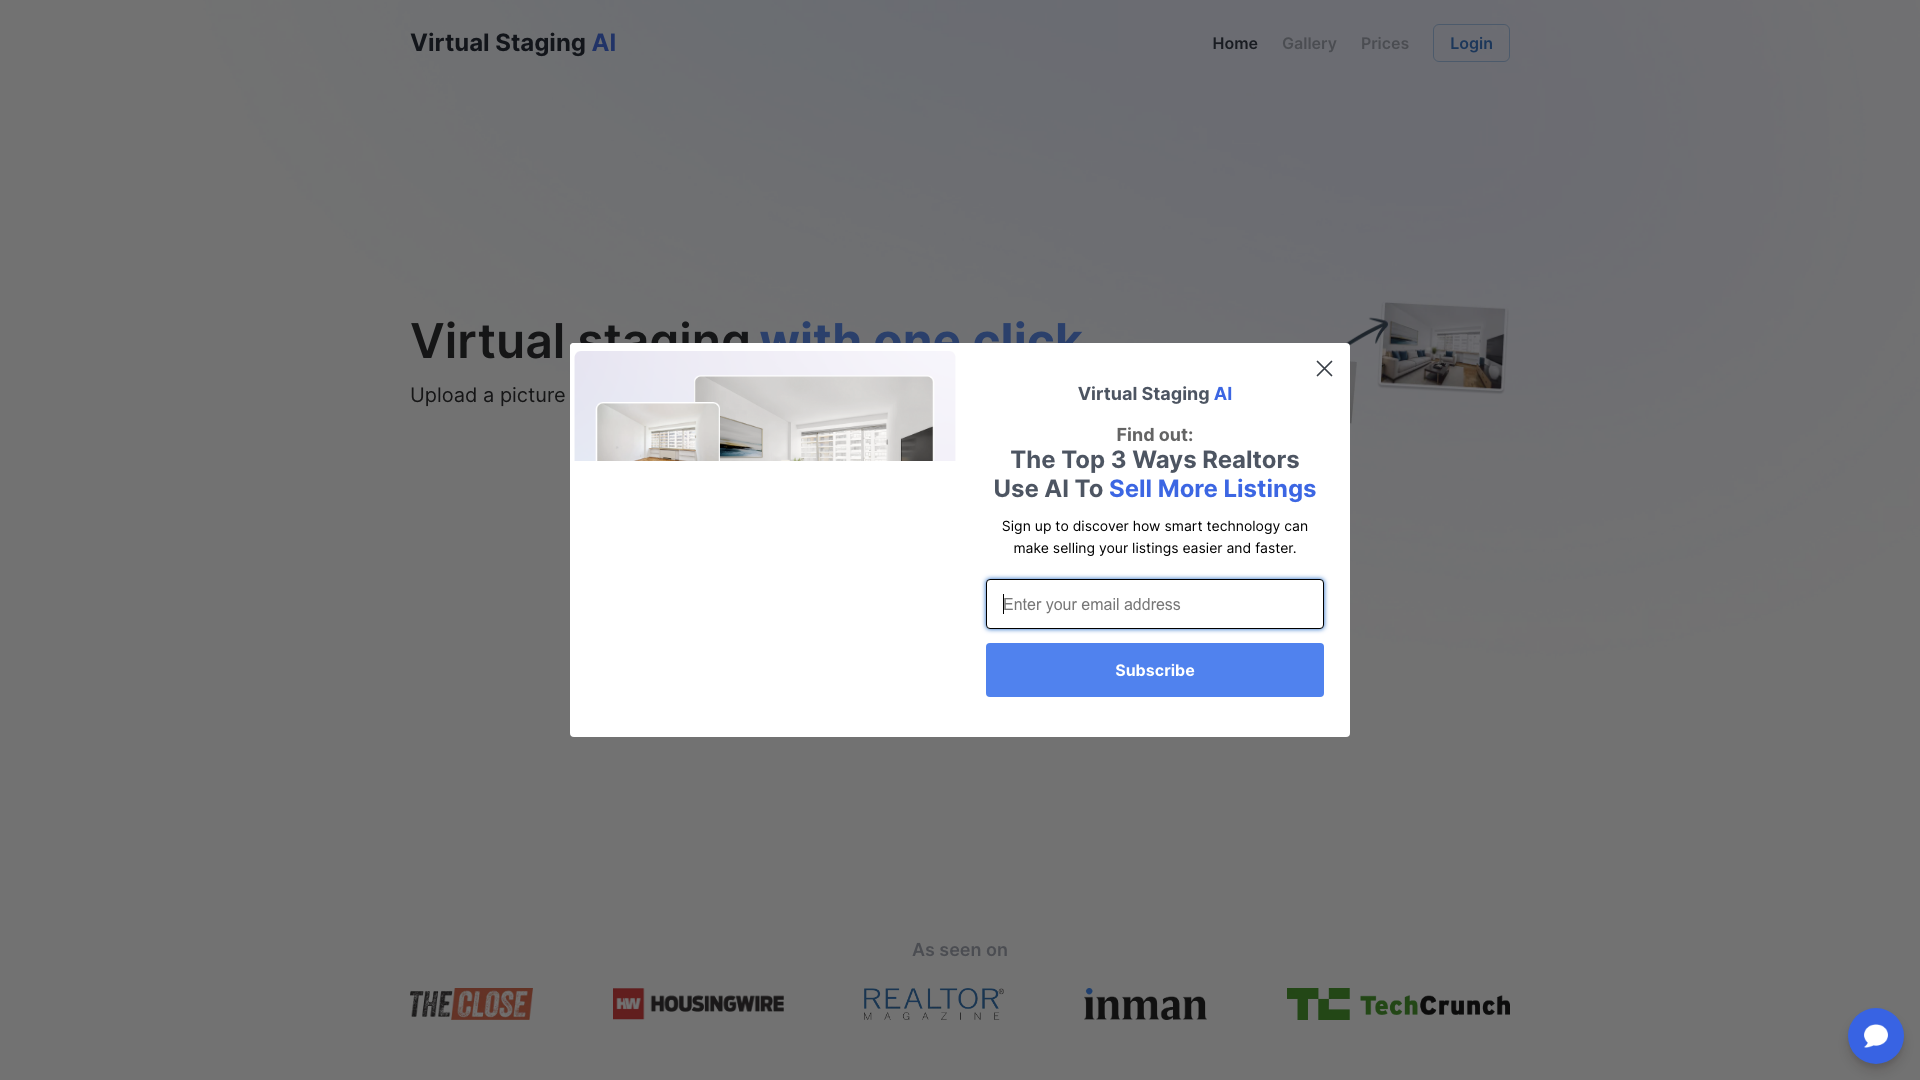 Virtual Staging AI
Home
Gallery
Prices
Login
Virtual staging with one click
Upload a picture
Virtual Staging AI
Find out:
The Top 3 Ways Realtors
Use AI To Sell More Listings
Sign up to discover how smart technology can
make selling your listings easier and faster.
Enter your email address
Subscribe
As seen on
THE CLOSE
HW HOUSINGWIRE
REALTOR®
MAGAZINE
inman
TC TechCrunch